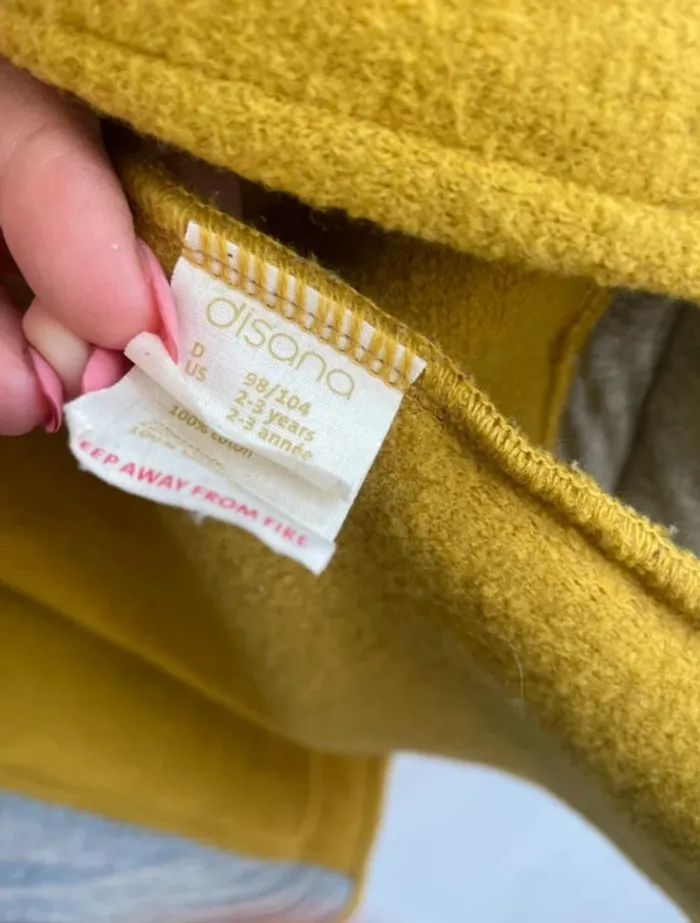 disana
D 98/104
US 2-3 years
2-3 année
100% coton
EEP AWAY FROM FIRE